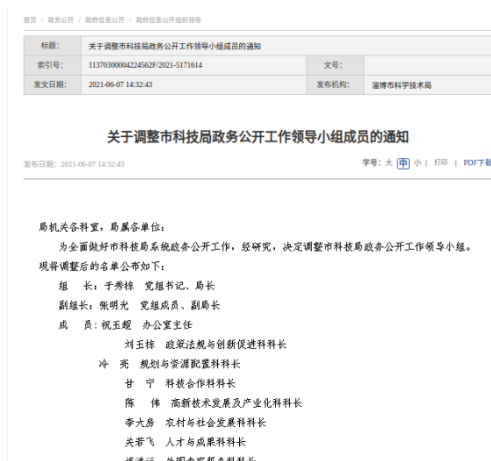 首页 / 政务公开 / 政府信息公开 / 政府信息公开组织领导
标题： 关于调整市科技局政务公开工作领导小组成员的通知
索引号： 11370300004224562F/2021-5171614 文号：
发文日期： 2021-06-07 14:32:43 发布机构： 淄博市科学技术局
关于调整市科技局政务公开工作领导小组成员的通知
发布日期：2021-06-07 14:32:43 字号：大 中 小 | 打印 | PDF下载
局机关各科室，局属各单位：
为全面做好市科技局系统政务公开工作，经研究，决定调整市科技局政务公开工作领导小组。
现将调整后的名单公布如下：
组 长：于秀栋 党组书记、局长
副组长：张明光 党组成员、副局长
成 员：祝玉超 办公室主任
刘玉栋 政策法规与创新促进科科长
冷 亮 规划与资源配置科科长
甘 宁 科技合作科科长
陈 伟 高新技术发展及产业化科科长
李大房 农村与社会发展科科长
关若飞 人才与成果科科长